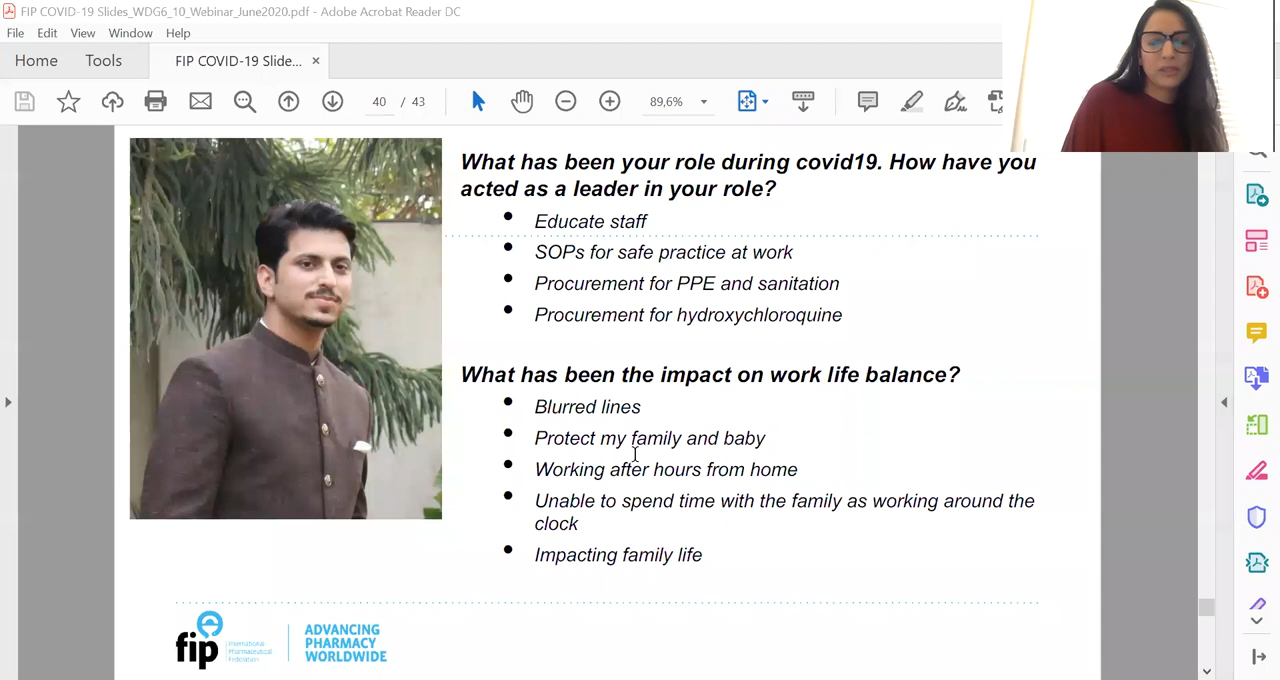 FIP COVID-19 Slides_WDG6_10_Webinar_June2020.pdf - Adobe Acrobat Reader DC
File Edit View Window Help
Home Tools FIP COVID-19 Slide... ×
40 / 43 89,6%
What has been your role during covid19. How have you
acted as a leader in your role?
• Educate staff
• SOPs for safe practice at work
• Procurement for PPE and sanitation
• Procurement for hydroxychloroquine
What has been the impact on work life balance?
• Blurred lines
• Protect my family and baby
• Working after hours from home
• Unable to spend time with the family as working around the
clock
• Impacting family life
fip
International
Pharmaceutical
Federation
ADVANCING
PHARMACY
WORLDWIDE